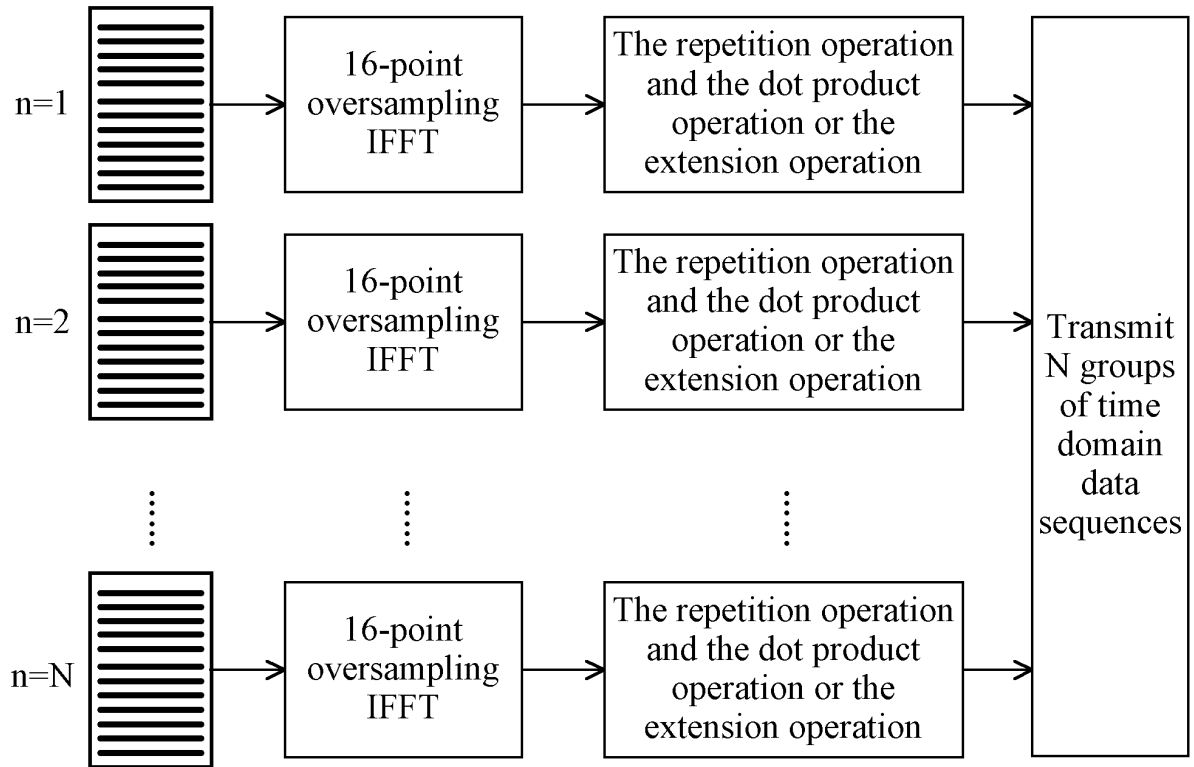 n=1
16-point
oversampling
IFFT
The repetition operation
and the dot product
operation or the
extension operation
n=2
16-point
oversampling
IFFT
The repetition operation
and the dot product
operation or the
extension operation
n=N
16-point
oversampling
IFFT
The repetition operation
and the dot product
operation or the
extension operation
Transmit
N groups
of time
domain
data
sequences